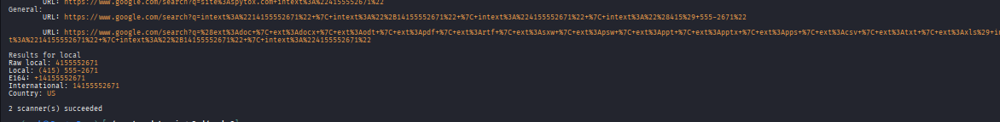 URL: https://www.google.com/search?q=site%3Aspytox.com+intext%3A%224155552671%22
General:
URL: https://www.google.com/search?q=intext%3A%2214155552671%22+%7C+intext%3A%22%2B14155552671%22+%7C+intext%3A%224155552671%22+%7C+intext%3A%22%28415%29+555-2671%22
URL: https://www.google.com/search?q=%28ext%3Adoc+%7C+ext%3Adocx+%7C+ext%3Aodt+%7C+ext%3Apdf+%7C+ext%3Artf+%7C+ext%3Asxw+%7C+ext%3Apsw+%7C+ext%3Appt+%7C+ext%3Apptx+%7C+ext%3Apps+%7C+ext%3Acsv+%7C+ext%3Atxt+%7C+ext%3Axls%29+in
t%3A%2214155552671%22+%7C+intext%3A%22%2B14155552671%22+%7C+intext%3A%224155552671%22
Results for local
Raw local: 4155552671
Local: (415) 555-2671
E164: +14155552671
International: 14155552671
Country: US
2 scanner(s) succeeded